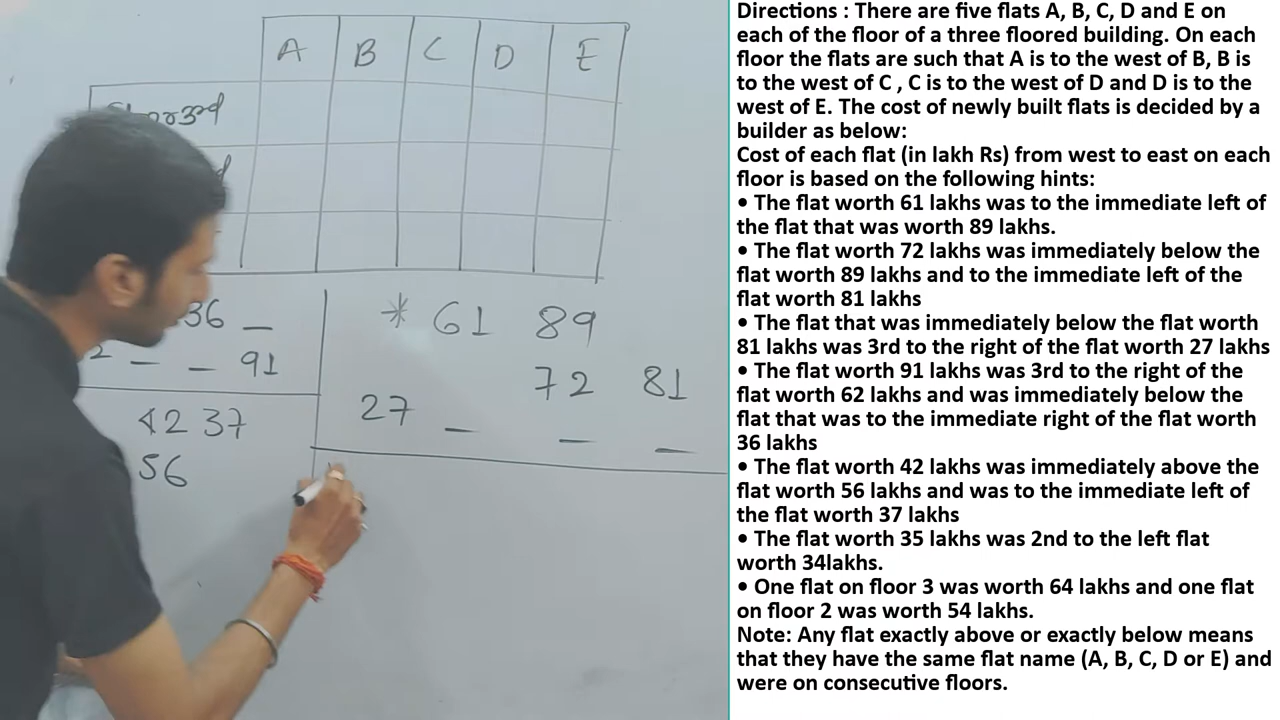 A B C D E
36 _
_ _ 91
42 37
56
* 61 89
72 81
27 _ _ _
Directions : There are five flats A, B, C, D and E on
each of the floor of a three floored building. On each
floor the flats are such that A is to the west of B, B is
to the west of C , C is to the west of D and D is to the
west of E. The cost of newly built flats is decided by a
builder as below:
Cost of each flat (in lakh Rs) from west to east on each
floor is based on the following hints:
• The flat worth 61 lakhs was to the immediate left of
the flat that was worth 89 lakhs.
• The flat worth 72 lakhs was immediately below the
flat worth 89 lakhs and to the immediate left of the
flat worth 81 lakhs
• The flat that was immediately below the flat worth
81 lakhs was 3rd to the right of the flat worth 27 lakhs
• The flat worth 91 lakhs was 3rd to the right of the
flat worth 62 lakhs and was immediately below the
flat that was to the immediate right of the flat worth
36 lakhs
• The flat worth 42 lakhs was immediately above the
flat worth 56 lakhs and was to the immediate left of
the flat worth 37 lakhs
• The flat worth 35 lakhs was 2nd to the left flat
worth 34lakhs.
• One flat on floor 3 was worth 64 lakhs and one flat
on floor 2 was worth 54 lakhs.
Note: Any flat exactly above or exactly below means
that they have the same flat name (A, B, C, D or E) and
were on consecutive floors.